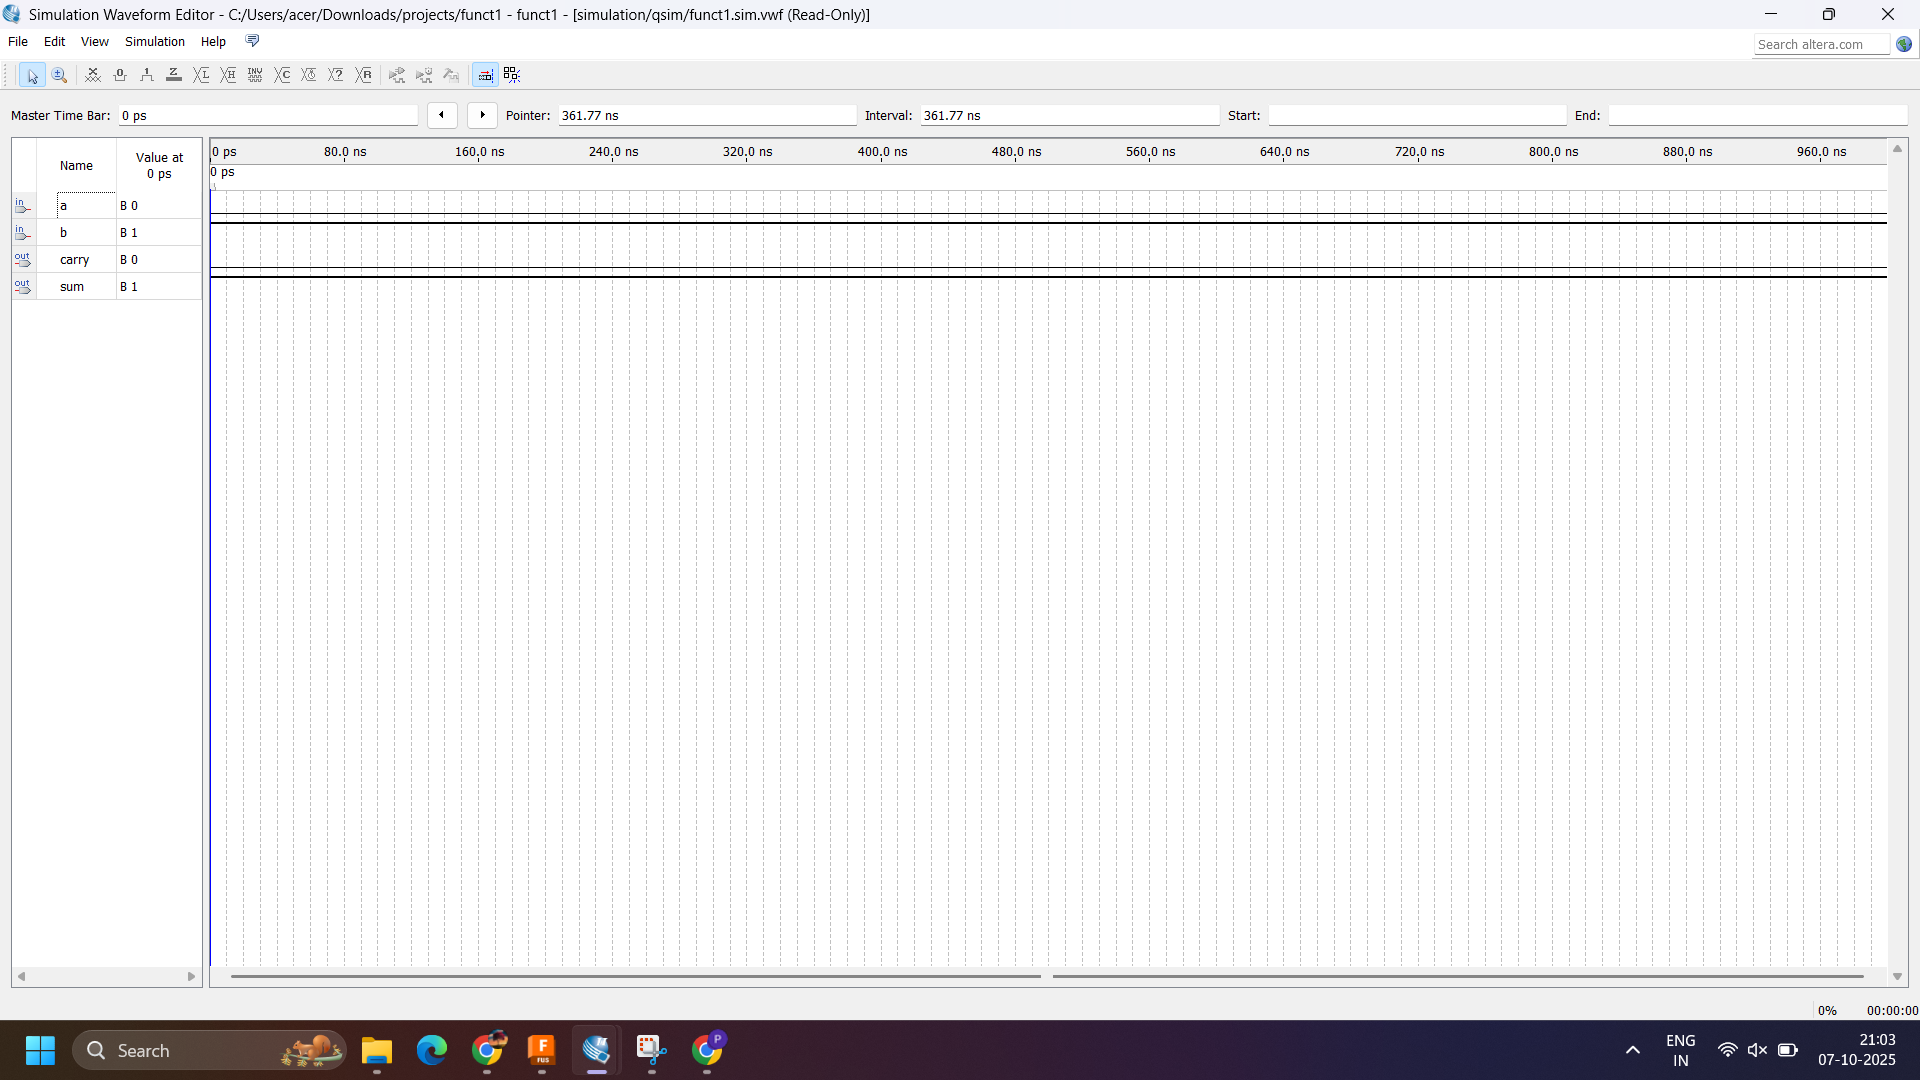 Simulation Waveform Editor - C:/Users/acer/Downloads/projects/funct1 - funct1 - [simulation/qsim/funct1.sim.vwf (Read-Only)]
File Edit View Simulation Help
Search altera.com
Master Time Bar: 0 ps Pointer: 361.77 ns Interval: 361.77 ns Start: End:
Name Value at 0 ps
0 ps 80.0 ns 160.0 ns 240.0 ns 320.0 ns 400.0 ns 480.0 ns 560.0 ns 640.0 ns 720.0 ns 800.0 ns 880.0 ns 960.0 ns
0 ps
in a B 0
in b B 1
out carry B 0
out sum B 1
0% 00:00:00
Search
F
FUS
P
ENG
IN
21:03
07-10-2025